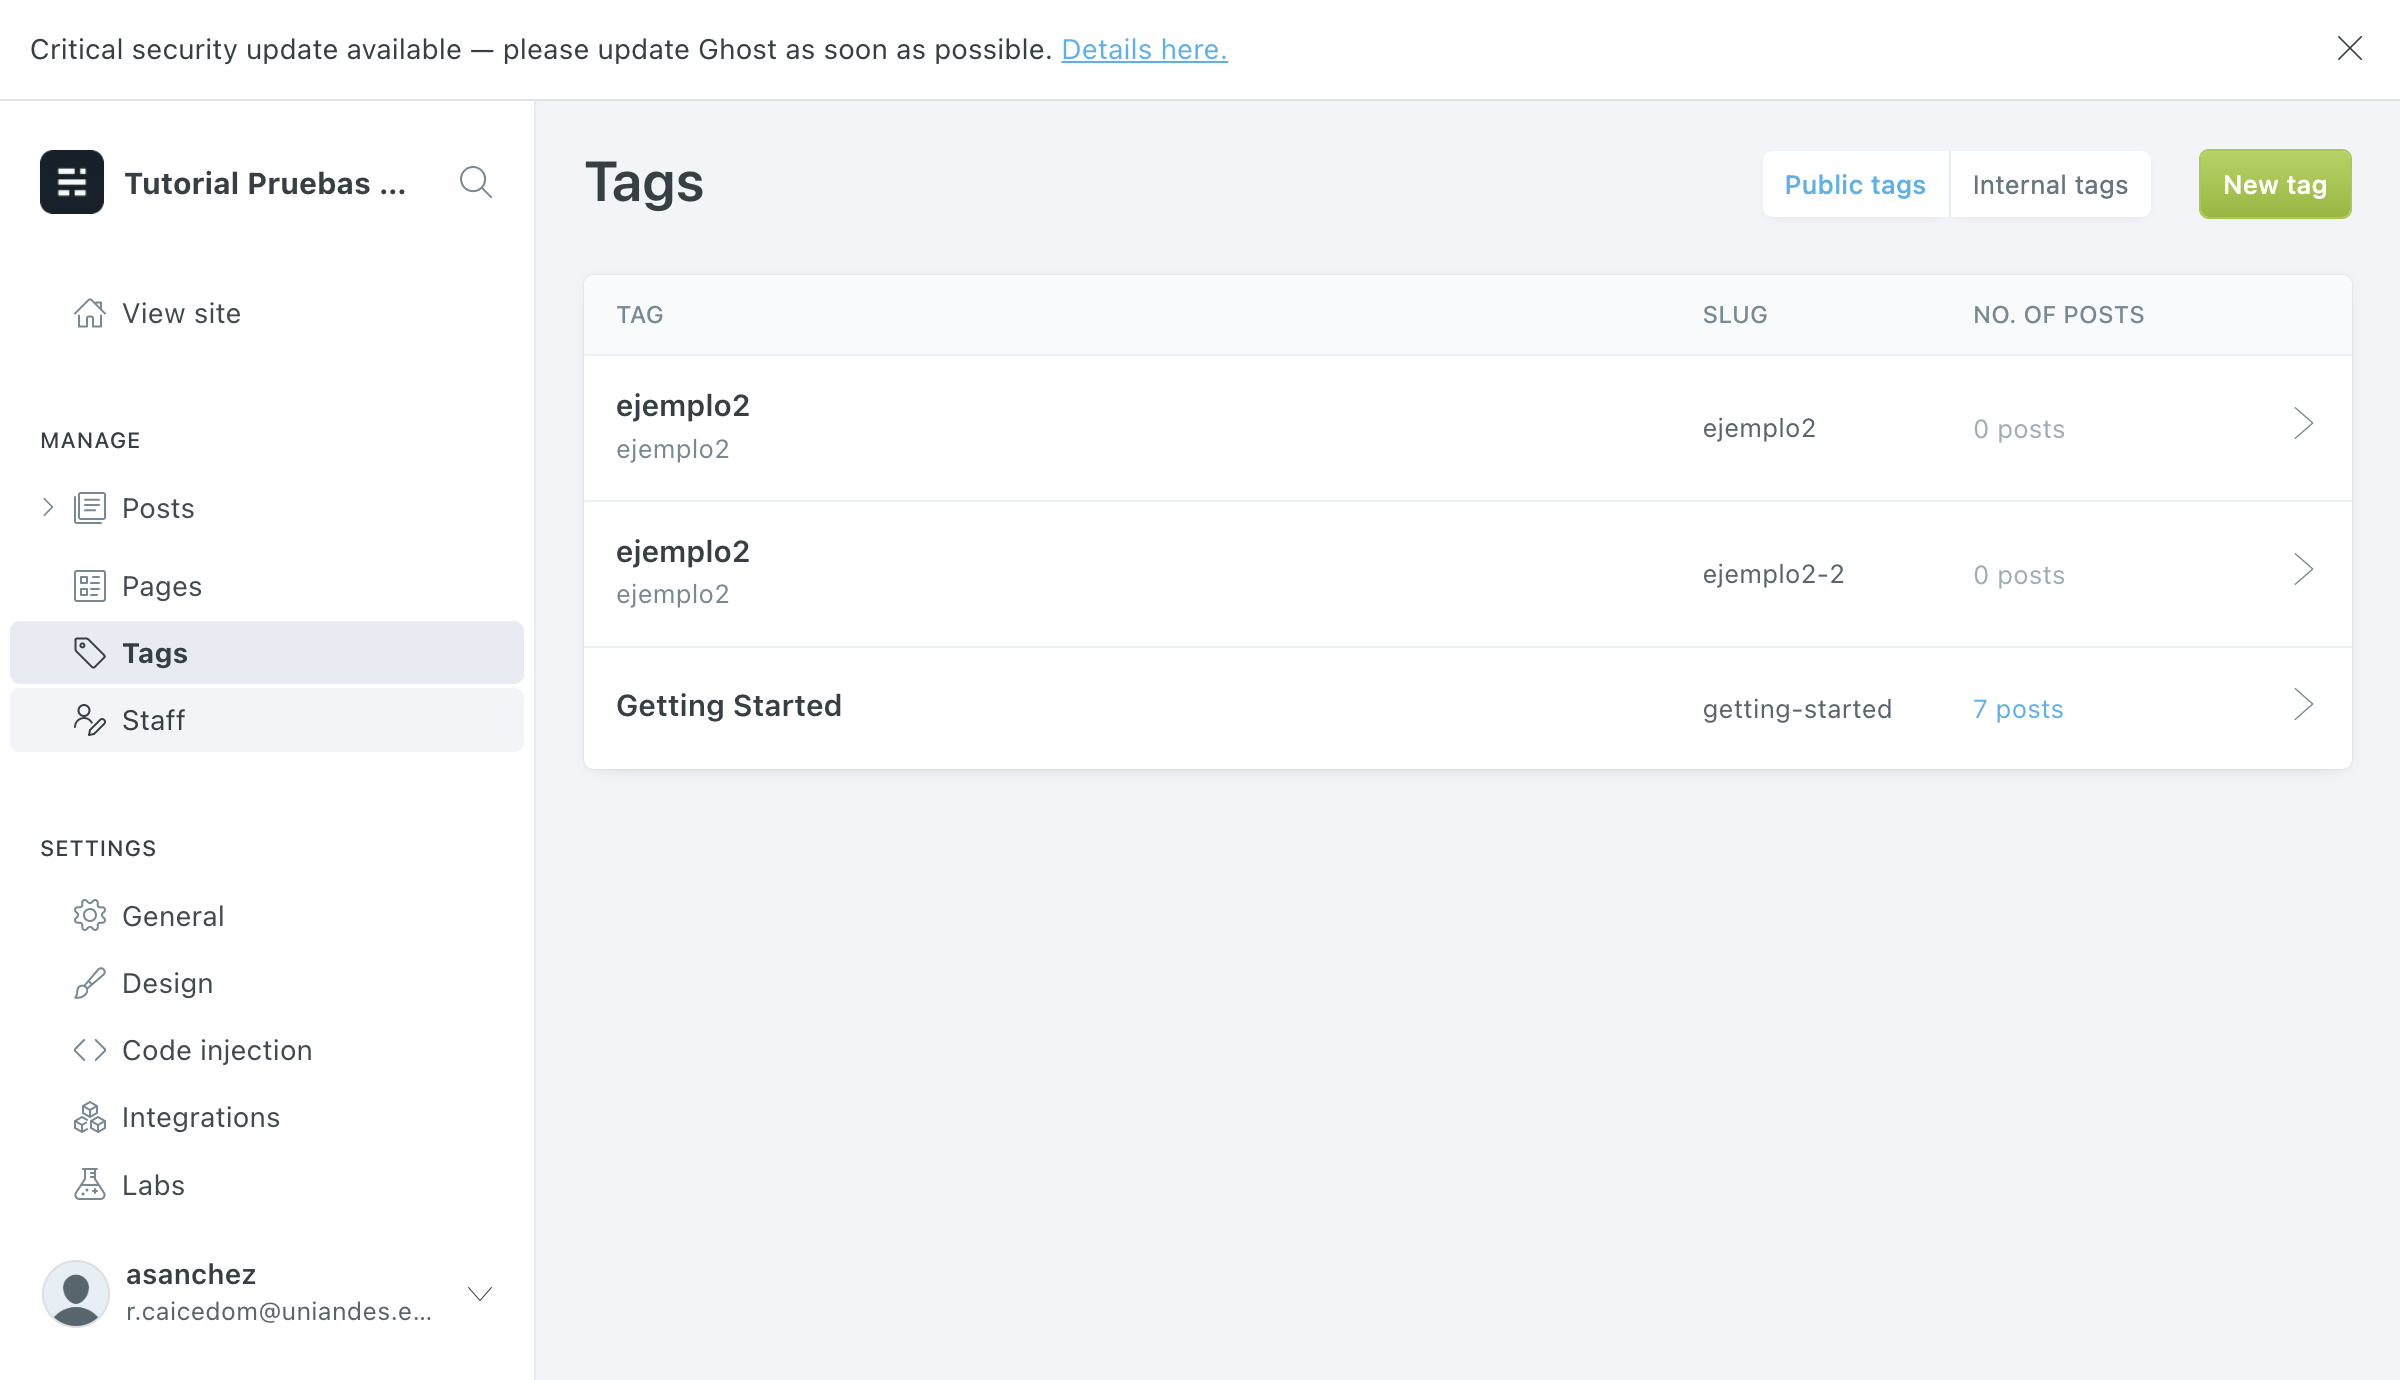 Critical security update available — please update Ghost as soon as possible. Details here.
Tutorial Pruebas ...
View site
MANAGE
Posts
Pages
Tags
Staff
SETTINGS
General
Design
Code injection
Integrations
Labs
asanchez
r.caicedom@uniandes.e...
Tags
Public tags
Internal tags
New tag
TAG SLUG NO. OF POSTS
ejemplo2
ejemplo2
ejemplo2
0 posts
ejemplo2
ejemplo2
ejemplo2-2
0 posts
Getting Started
getting-started
7 posts